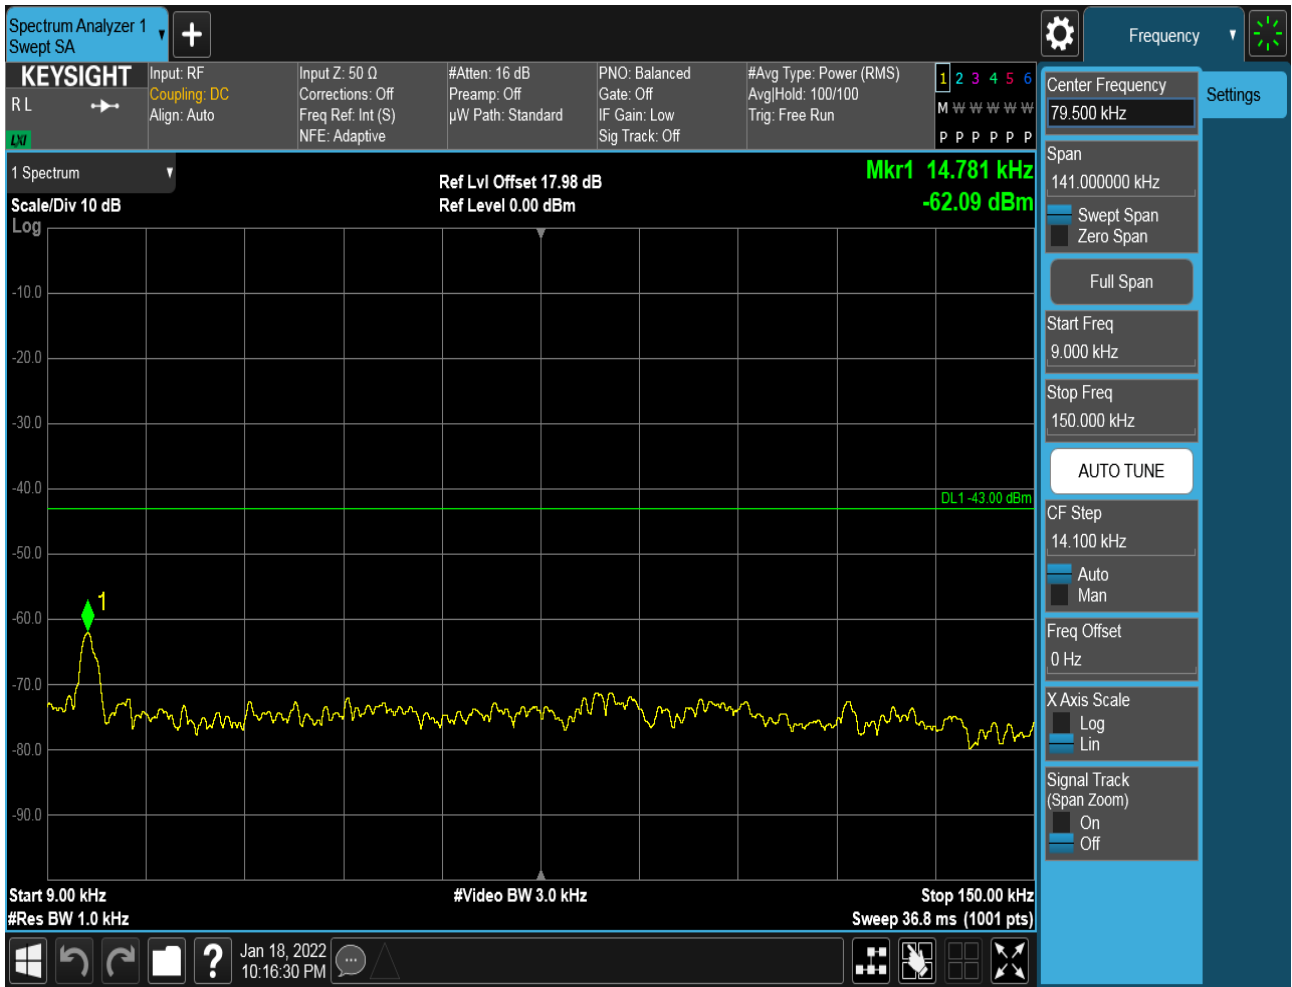 Spectrum Analyzer 1
Swept SA
Frequency
KEYSIGHT
R L
LXI
Input: RF
Coupling: DC
Align: Auto
Input Z: 50 Ω
Corrections: Off
Freq Ref: Int (S)
NFE: Adaptive
#Atten: 16 dB
Preamp: Off
µW Path: Standard
PNO: Balanced
Gate: Off
IF Gain: Low
Sig Track: Off
#Avg Type: Power (RMS)
Avg|Hold: 100/100
Trig: Free Run
1 2 3 4 5 6
M W W W W W
P P P P P P
1 Spectrum
Scale/Div 10 dB
Log
Ref Lvl Offset 17.98 dB
Ref Level 0.00 dBm
Mkr1 14.781 kHz
-62.09 dBm
-10.0
-20.0
-30.0
-40.0
DL1 -43.00 dBm
-50.0
1
-60.0
-70.0
-80.0
-90.0
Start 9.00 kHz
#Video BW 3.0 kHz
Stop 150.00 kHz
#Res BW 1.0 kHz
Sweep 36.8 ms (1001 pts)
?
Jan 18, 2022
10:16:30 PM
Center Frequency
79.500 kHz
Settings
Span
141.000000 kHz
Swept Span
Zero Span
Full Span
Start Freq
9.000 kHz
Stop Freq
150.000 kHz
AUTO TUNE
CF Step
14.100 kHz
Auto
Man
Freq Offset
0 Hz
X Axis Scale
Log
Lin
Signal Track
(Span Zoom)
On
Off